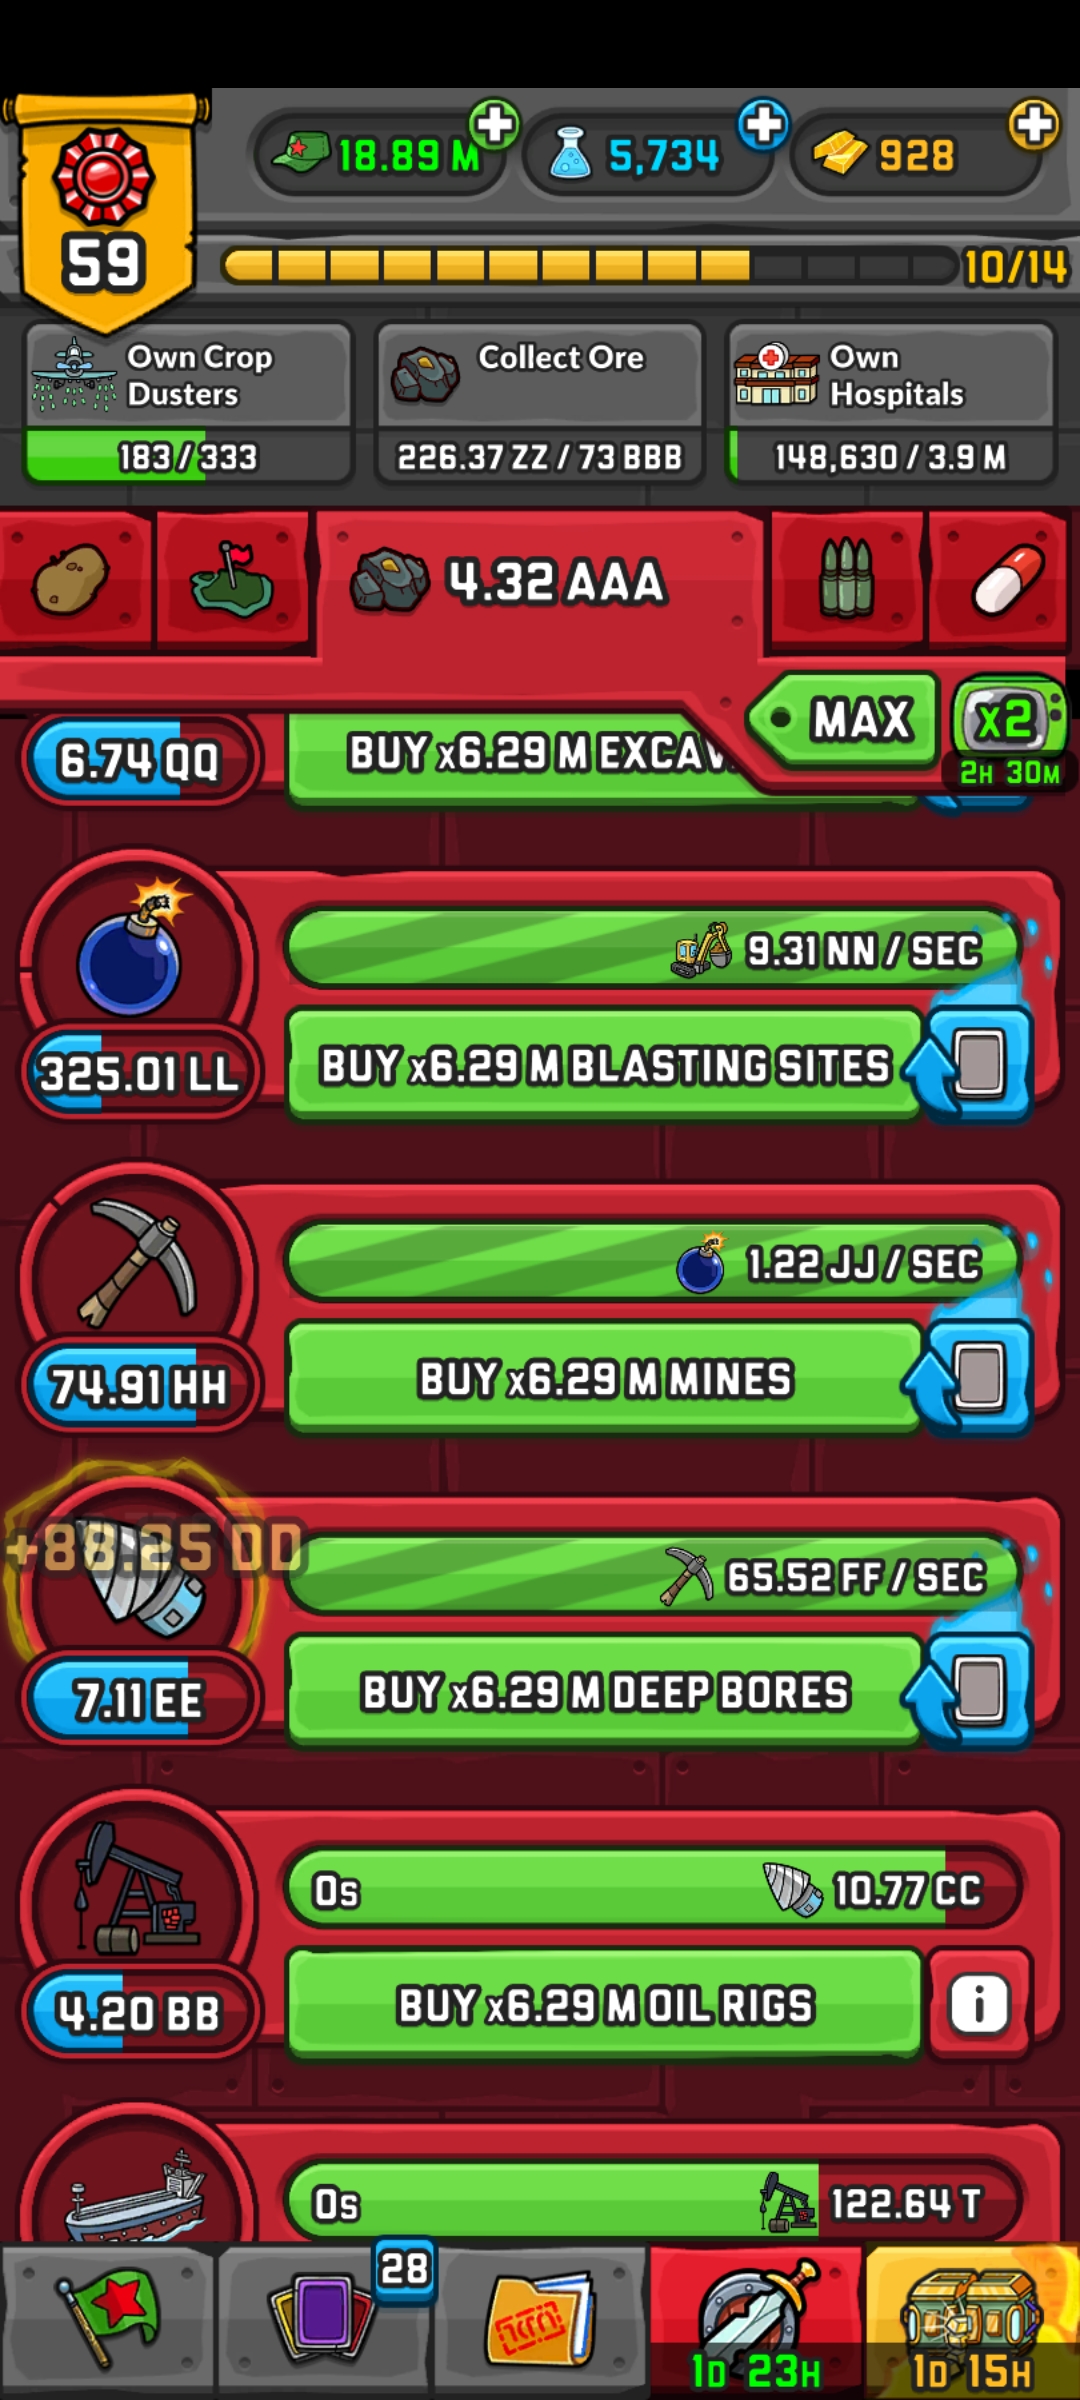 18.89 M
5,734
928
59
10/14
Own Crop
Dusters
183/333
Collect Ore
226.37 ZZ / 73 BBB
Own
Hospitals
148,630 / 3.9 M
4.32 AAA
MAX
x2
2H 30M
6.74 QQ
BUY x6.29 M EXCAV
9.31 NN / SEC
325.01 LL
BUY x6.29 M BLASTING SITES
1.22 JJ / SEC
74.91 HH
BUY x6.29 M MINES
+88.25 DD
65.52 FF / SEC
7.11 EE
BUY x6.29 M DEEP BORES
0s
10.77 CC
4.20 BB
BUY x6.29 M OIL RIGS
i
0s
122.64 T
28
1D 23H
1D 15H